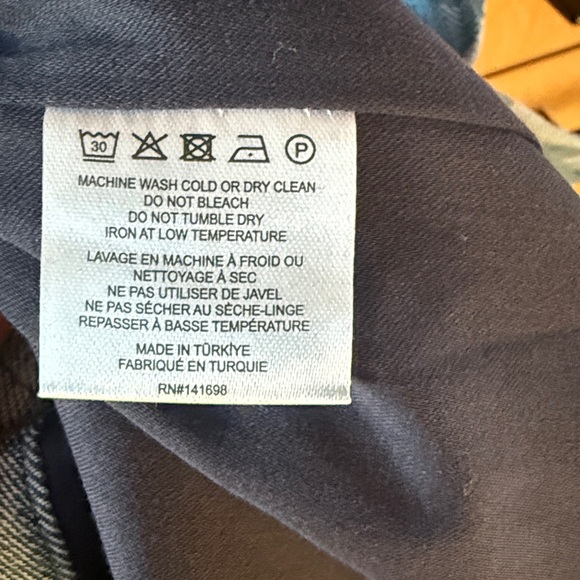 30 P
MACHINE WASH COLD OR DRY CLEAN
DO NOT BLEACH
DO NOT TUMBLE DRY
IRON AT LOW TEMPERATURE
LAVAGE EN MACHINE À FROID OU
NETTOYAGE À SEC
NE PAS UTILISER DE JAVEL
NE PAS SÉCHER AU SÈCHE-LINGE
REPASSER À BASSE TEMPÉRATURE
MADE IN TÜRKİYE
FABRIQUÉ EN TURQUIE
RN#141698